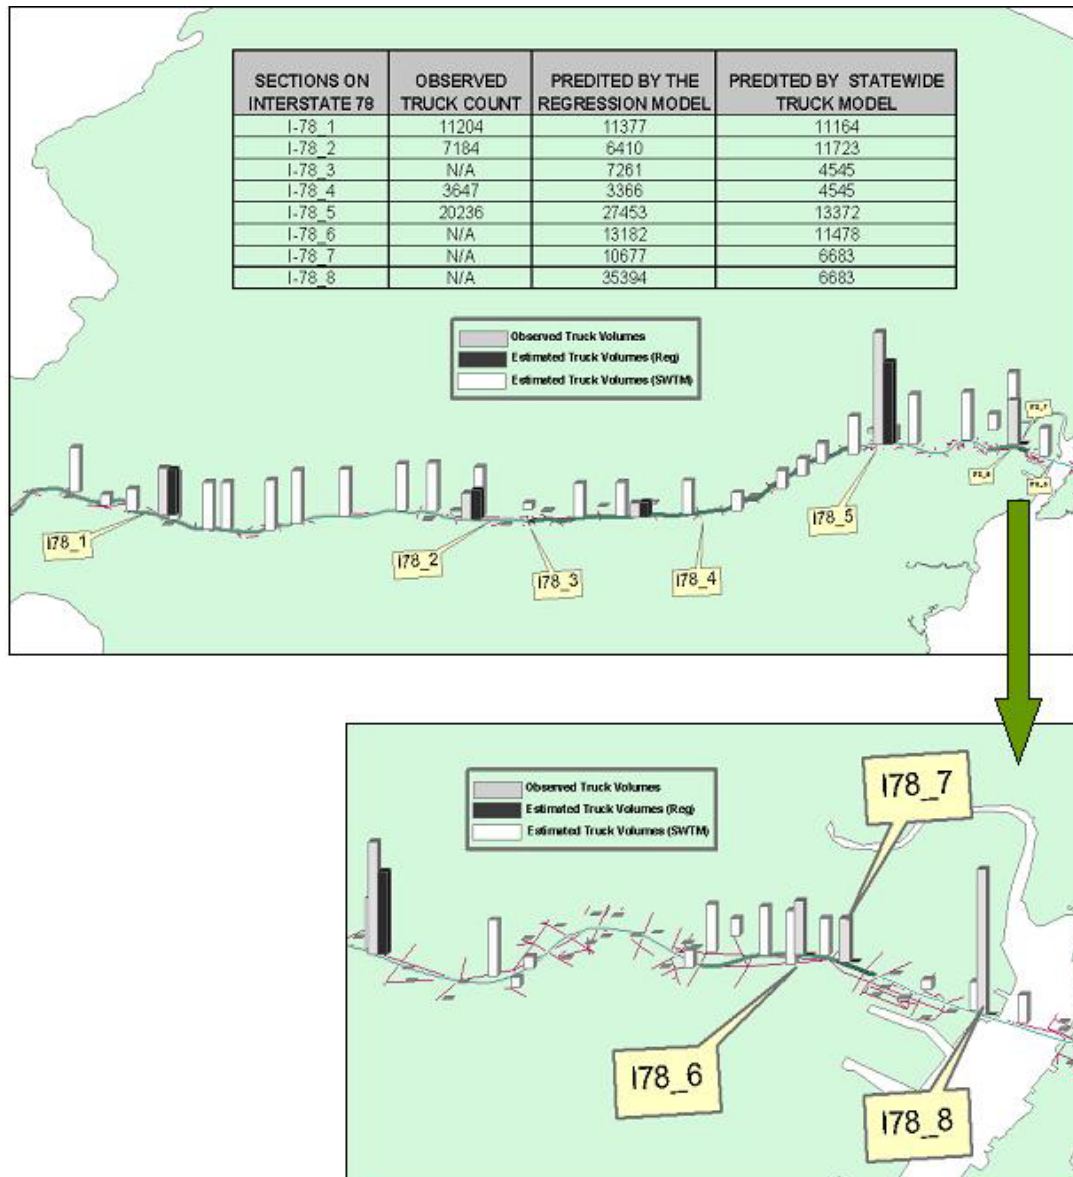 SECTIONS ON INTERSTATE 78 OBSERVED TRUCK COUNT PREDITED BY THE REGRESSION MODEL PREDITED BY STATEWIDE TRUCK MODEL
I-78_1 11204 11377 11164
I-78_2 7184 6410 11723
I-78_3 N/A 7261 4545
I-78_4 3647 3366 4545
I-78_5 20236 27453 13372
I-78_6 N/A 13182 11478
I-78_7 N/A 10677 6683
I-78_8 N/A 35394 6683
Observed Truck Volumes
Estimated Truck Volumes (Reg)
Estimated Truck Volumes (SWTM)
I78_1
I78_2
I78_3
I78_4
I78_5
Observed Truck Volumes
Estimated Truck Volumes (Reg)
Estimated Truck Volumes (SWTM)
I78_7
I78_6
I78_8